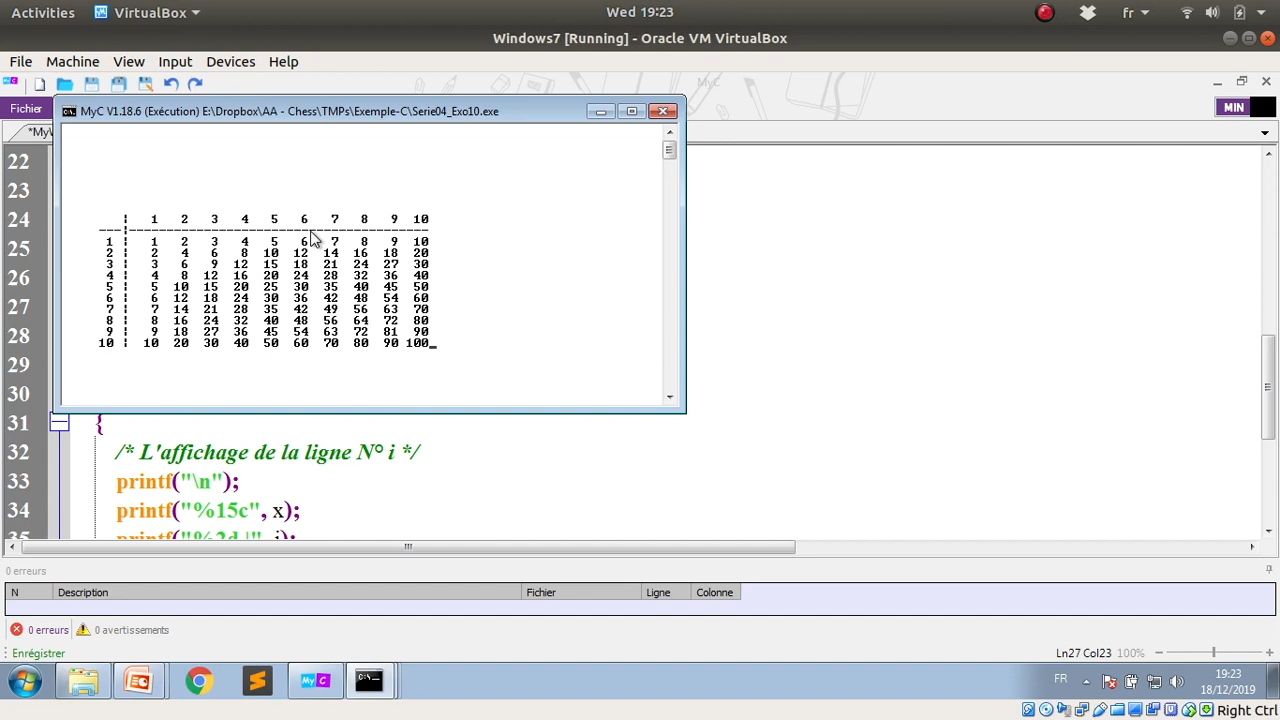 Activities VirtualBox Wed 19:23 fr
Windows7 [Running] - Oracle VM VirtualBox
File Machine View Input Devices Help
MyC
Fichier MIN
MyC V1.18.6 (Exécution) E:\Dropbox\AA - Chess\TMPs\Exemple-C\Serie04_Exo10.exe
*My
22
23
24
25
26
27
28
29
30
¦ 1 2 3 4 5 6 7 8 9 10
---¦------------------------------
1 ¦ 1 2 3 4 5 6 7 8 9 10
2 ¦ 2 4 6 8 10 12 14 16 18 20
3 ¦ 3 6 9 12 15 18 21 24 27 30
4 ¦ 4 8 12 16 20 24 28 32 36 40
5 ¦ 5 10 15 20 25 30 35 40 45 50
6 ¦ 6 12 18 24 30 36 42 48 54 60
7 ¦ 7 14 21 28 35 42 49 56 63 70
8 ¦ 8 16 24 32 40 48 56 64 72 80
9 ¦ 9 18 27 36 45 54 63 72 81 90
10 ¦ 10 20 30 40 50 60 70 80 90 100_
31 {
32 /* L'affichage de la ligne N° i */
33 printf("\n");
34 printf("%15c", x);
35 printf("%2d |", i);
0 erreurs
N Description Fichier Ligne Colonne
0 erreurs 0 avertissements
Enrégistrer Ln27 Col23 100%
MyC FR 19:23
18/12/2019
Right Ctrl